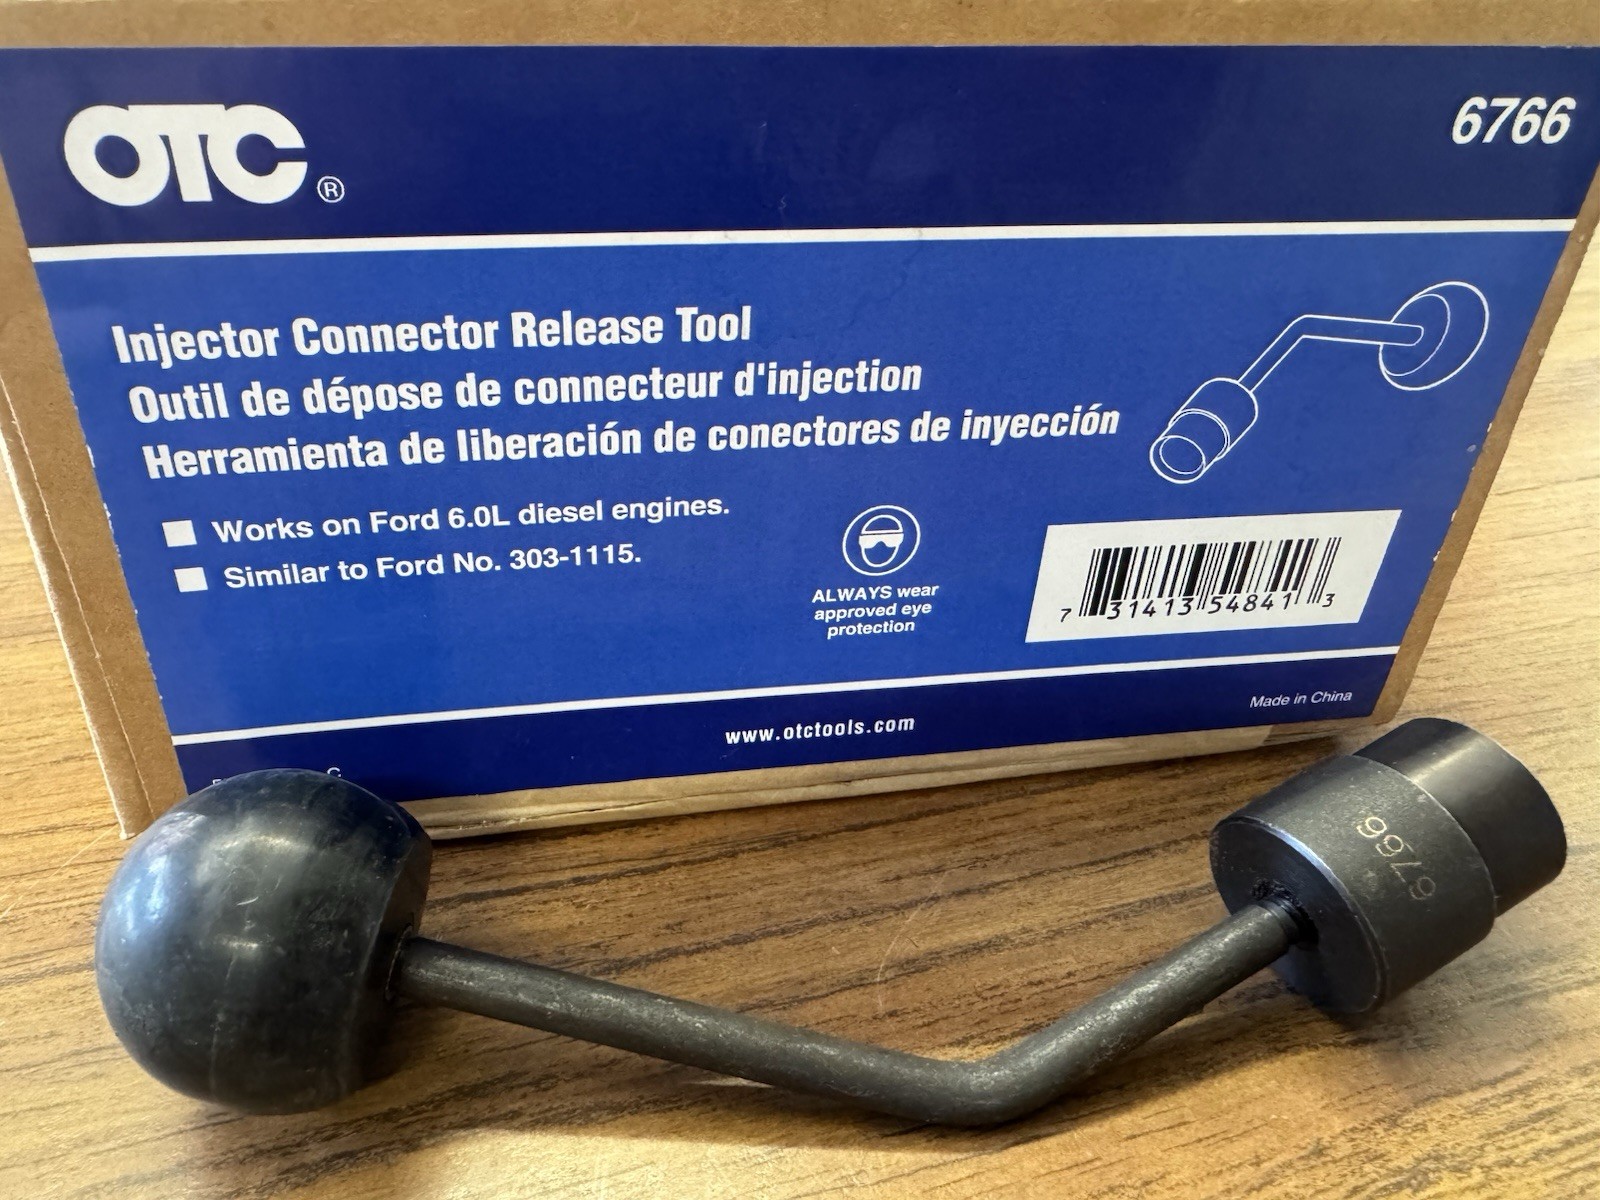 OTC®
6766
Injector Connector Release Tool
Outil de dépose de connecteur d'injection
Herramienta de liberación de conectores de inyección
Works on Ford 6.0L diesel engines.
Similar to Ford No. 303-1115.
ALWAYS wear
approved eye
protection
7 31413 54841 3
Made in China
www.otctools.com
6766